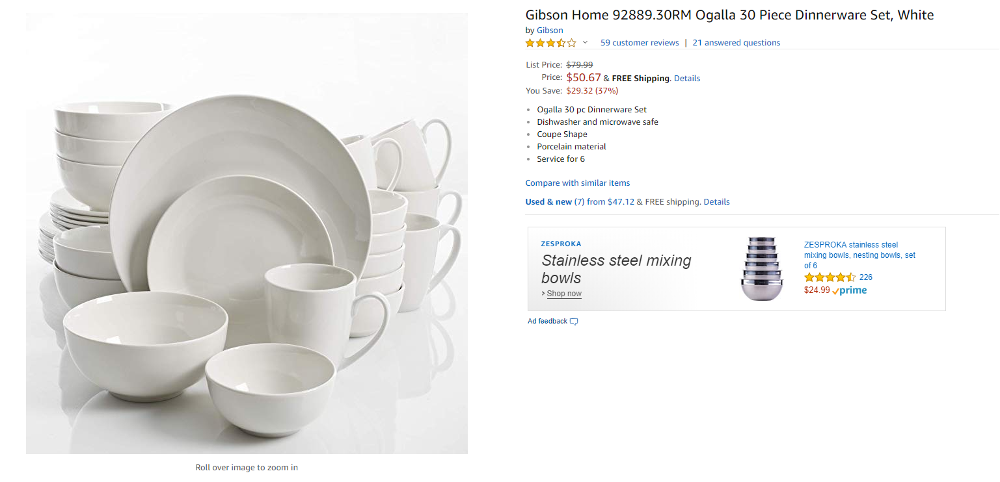 Gibson Home 92889.30RM Ogalla 30 Piece Dinnerware Set, White
by Gibson
59 customer reviews | 21 answered questions
List Price: $79.99
Price: $50.67 & FREE Shipping. Details
You Save: $29.32 (37%)
Ogalla 30 pc Dinnerware Set
Dishwasher and microwave safe
Coupe Shape
Porcelain material
Service for 6
Compare with similar items
Used & new (7) from $47.12 & FREE shipping. Details
ZESPROKA
Stainless steel mixing
bowls
› Shop now
ZESPROKA stainless steel
mixing bowls, nesting bowls, set
of 6
226
$24.99 prime
Ad feedback
Roll over image to zoom in